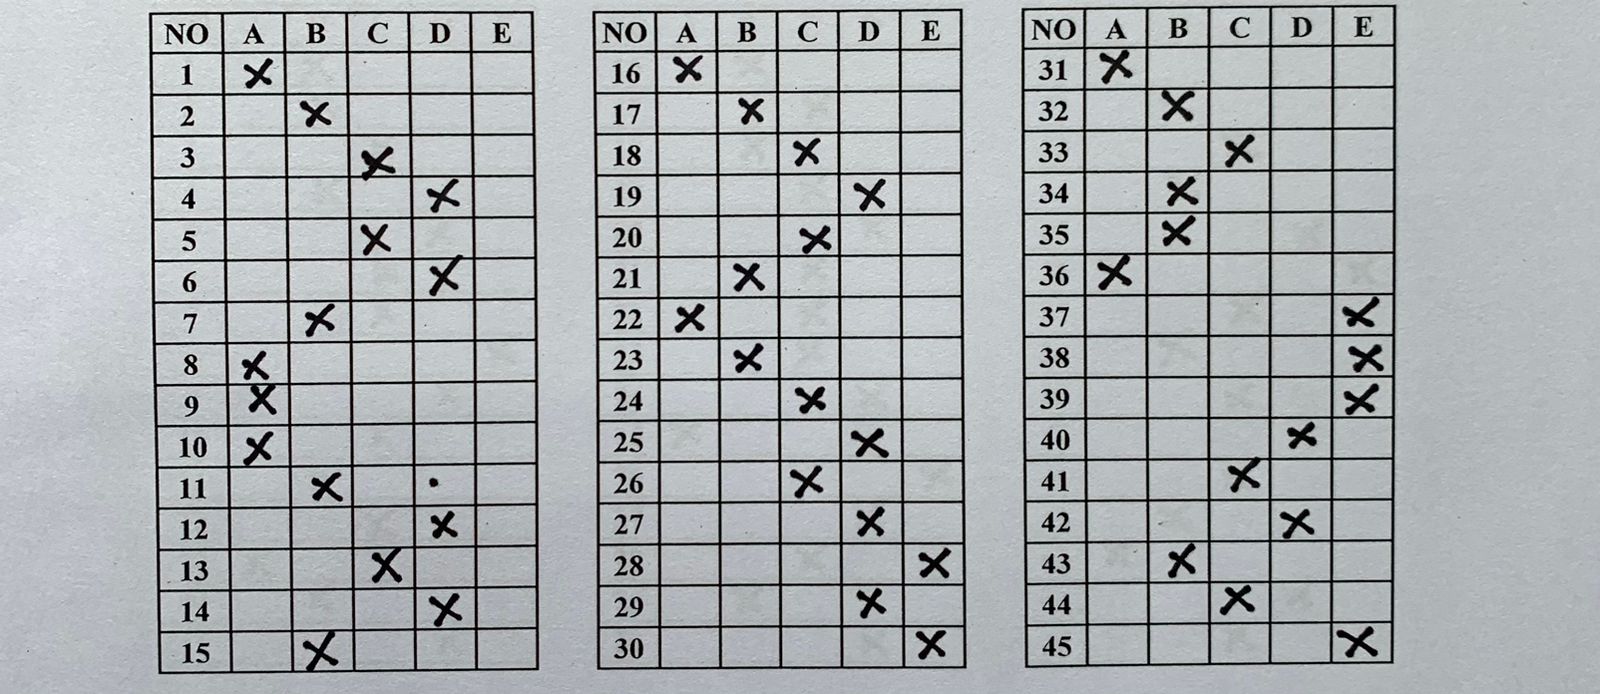 NO A B C D E
1 X
2 X
3 X
4 X
5 X
6 X
7 X
8 X
9 X
10 X
11 X
12 X
13 X
14 X
15 X
NO A B C D E
16 X
17 X
18 X
19 X
20 X
21 X
22 X
23 X
24 X
25 X
26 X
27 X
28 X
29 X
30 X
NO A B C D E
31 X
32 X
33 X
34 X
35 X
36 X
37 X
38 X
39 X
40 X
41 X
42 X
43 X
44 X
45 X